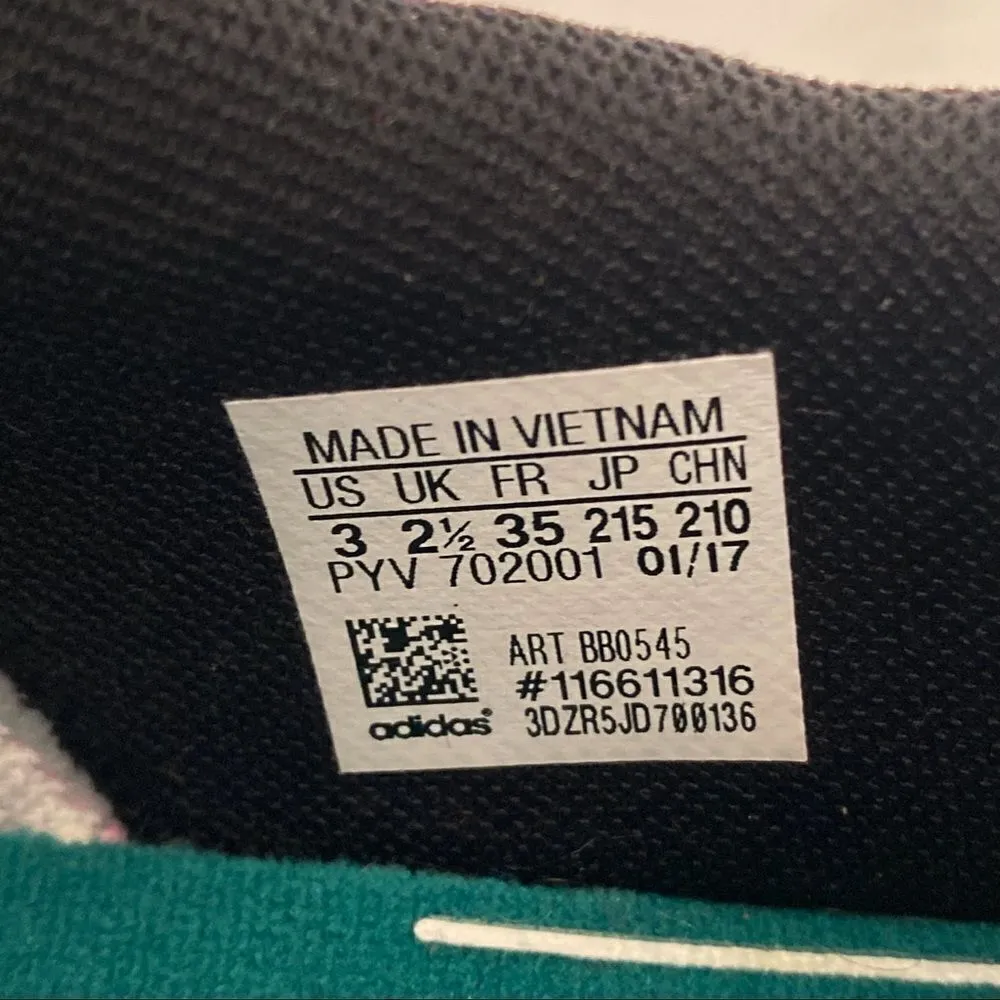 MADE IN VIETNAM
US UK FR JP CHN
3 2½ 35 215 210
PYV 702001 01/17
ART BB0545
#116611316
adidas® 3DZR5JD700136